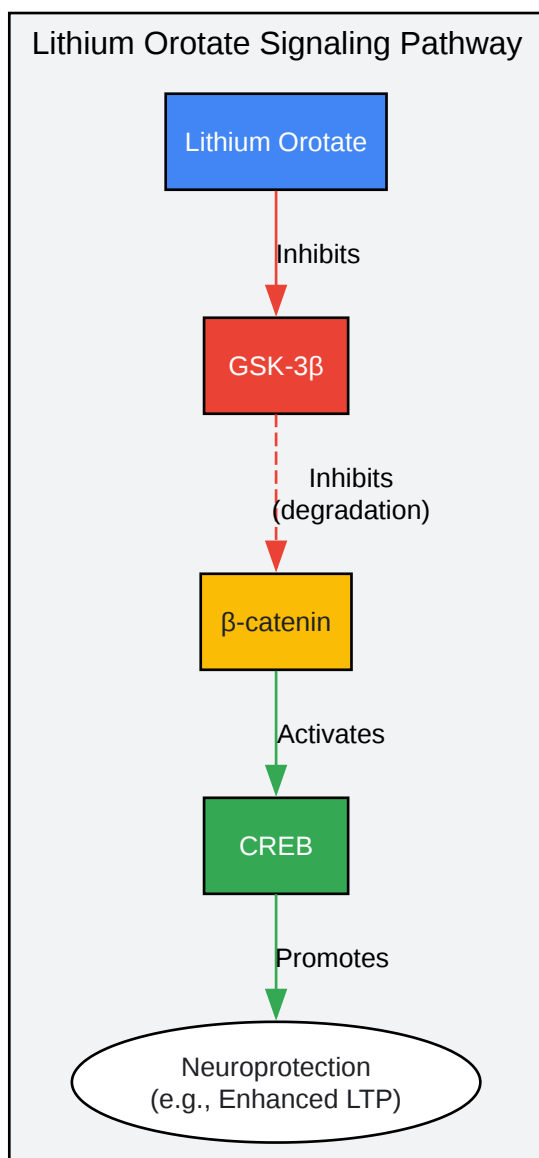 Lithium Orotate Signaling Pathway
Lithium Orotate
Inhibits
GSK-3β
Inhibits
(degradation)
β-catenin
Activates
CREB
Promotes
Neuroprotection
(e.g., Enhanced LTP)